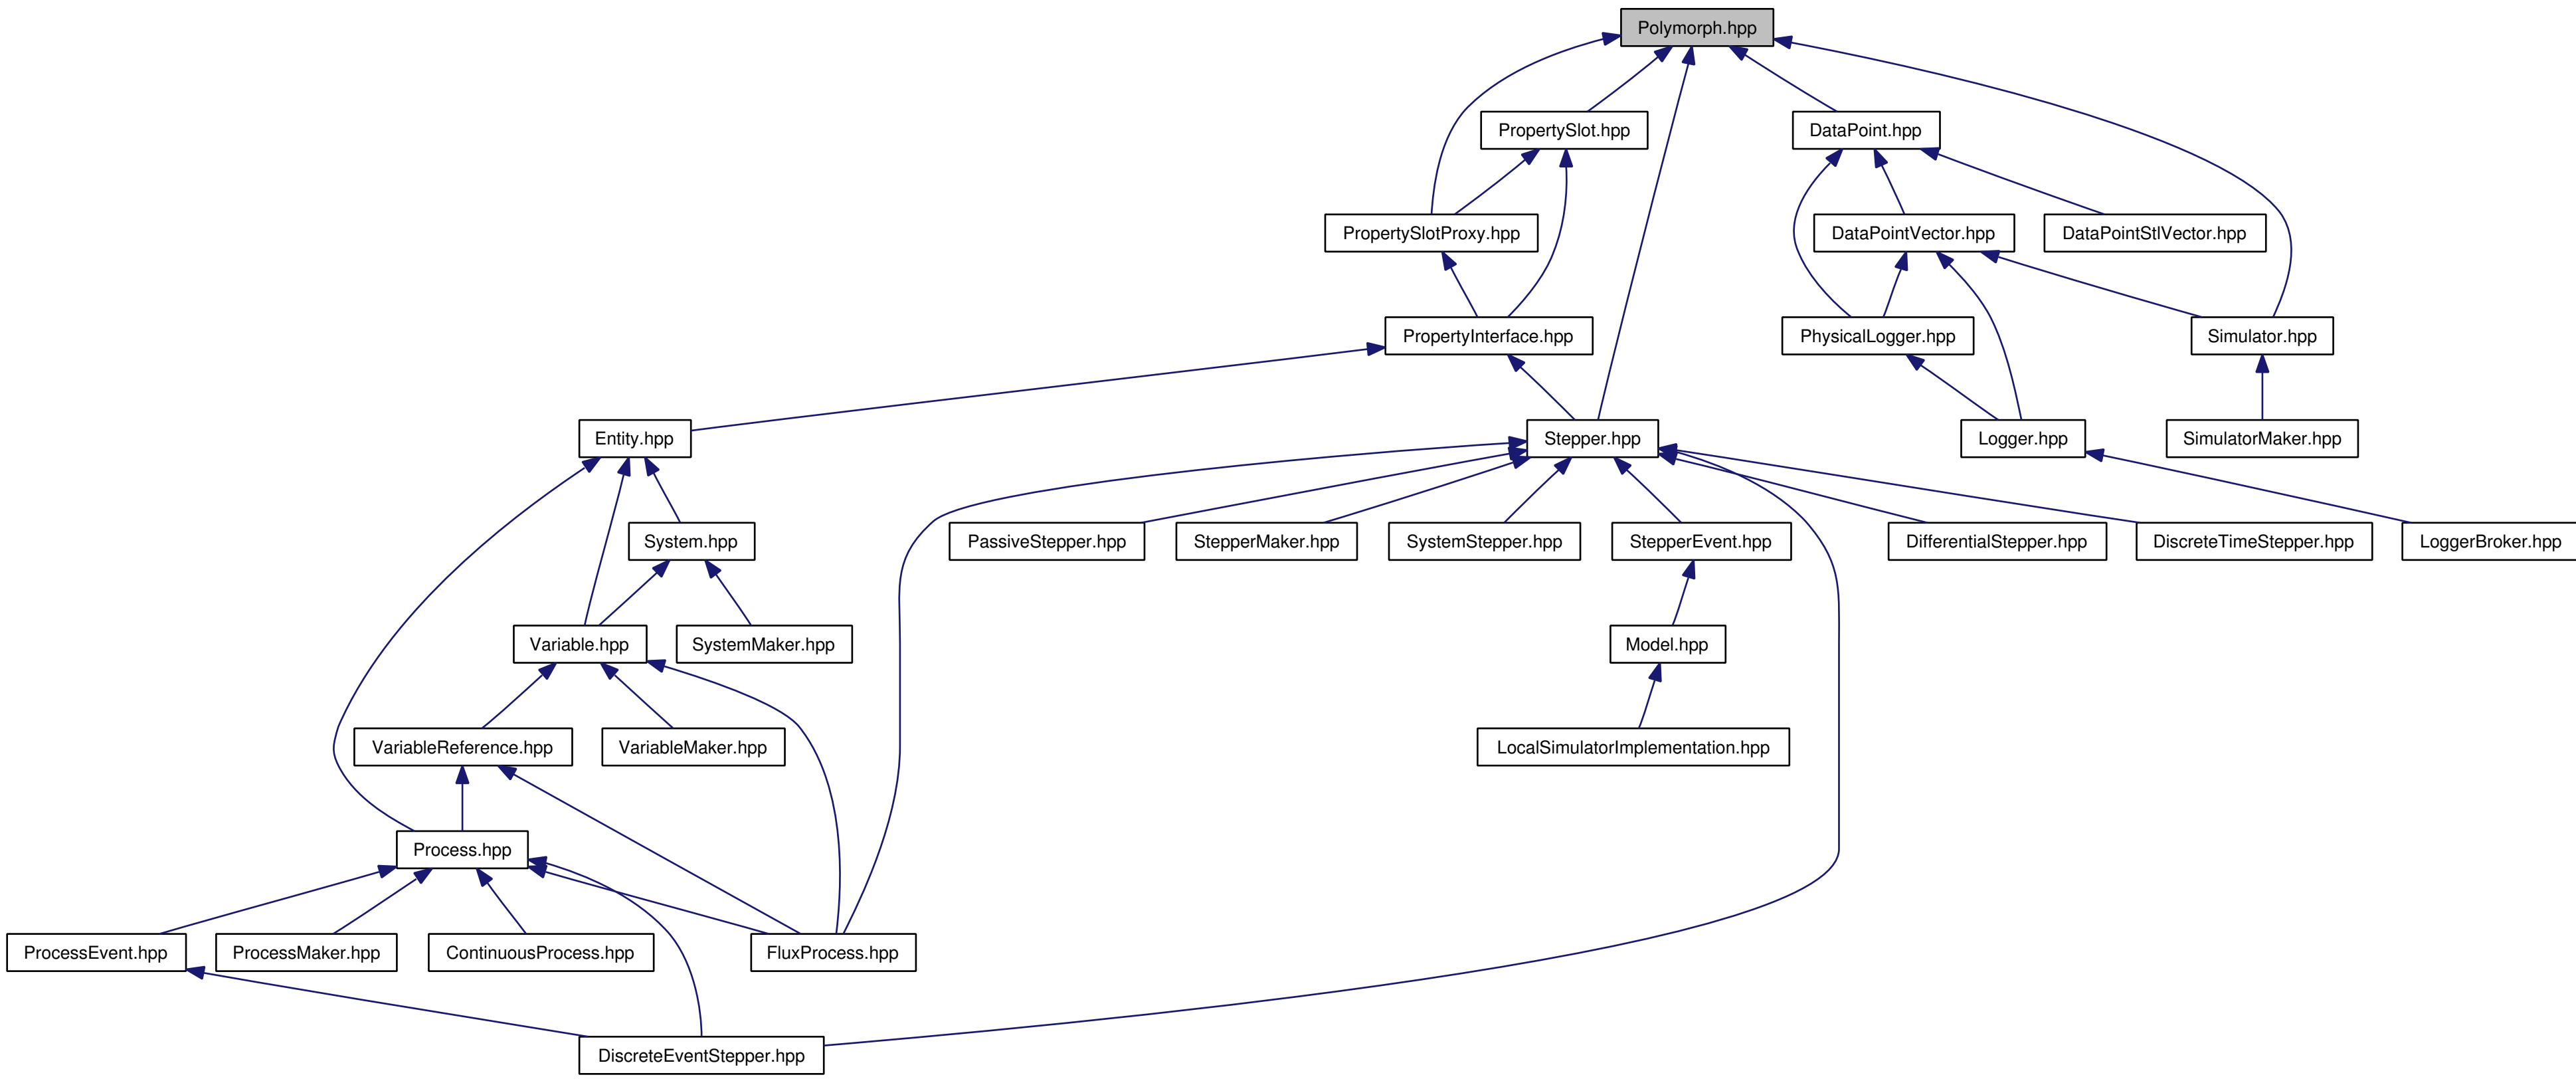 Polymorph.hpp
PropertySlot.hpp
DataPoint.hpp
PropertySlotProxy.hpp
DataPointVector.hpp
DataPointStlVector.hpp
PropertyInterface.hpp
PhysicalLogger.hpp
Simulator.hpp
Entity.hpp
Stepper.hpp
Logger.hpp
SimulatorMaker.hpp
System.hpp
PassiveStepper.hpp
StepperMaker.hpp
SystemStepper.hpp
StepperEvent.hpp
DifferentialStepper.hpp
DiscreteTimeStepper.hpp
LoggerBroker.hpp
Variable.hpp
SystemMaker.hpp
Model.hpp
VariableReference.hpp
VariableMaker.hpp
LocalSimulatorImplementation.hpp
Process.hpp
ProcessEvent.hpp
ProcessMaker.hpp
ContinuousProcess.hpp
FluxProcess.hpp
DiscreteEventStepper.hpp